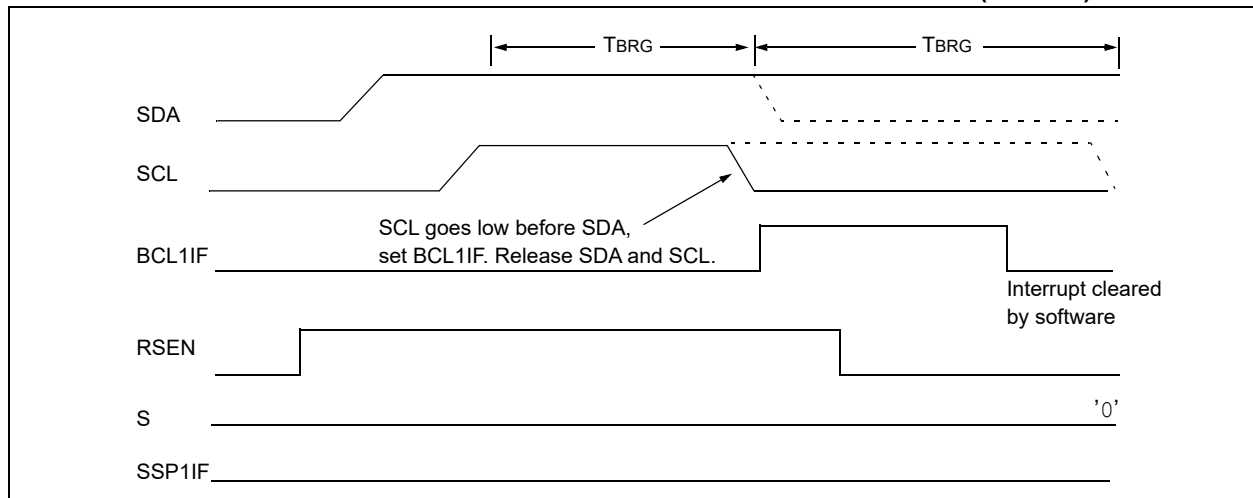 TBRG
TBRG
SDA
SCL
SCL goes low before SDA,
set BCL1IF. Release SDA and SCL.
BCL1IF
Interrupt cleared
by software
RSEN
S
'0'
SSP1IF